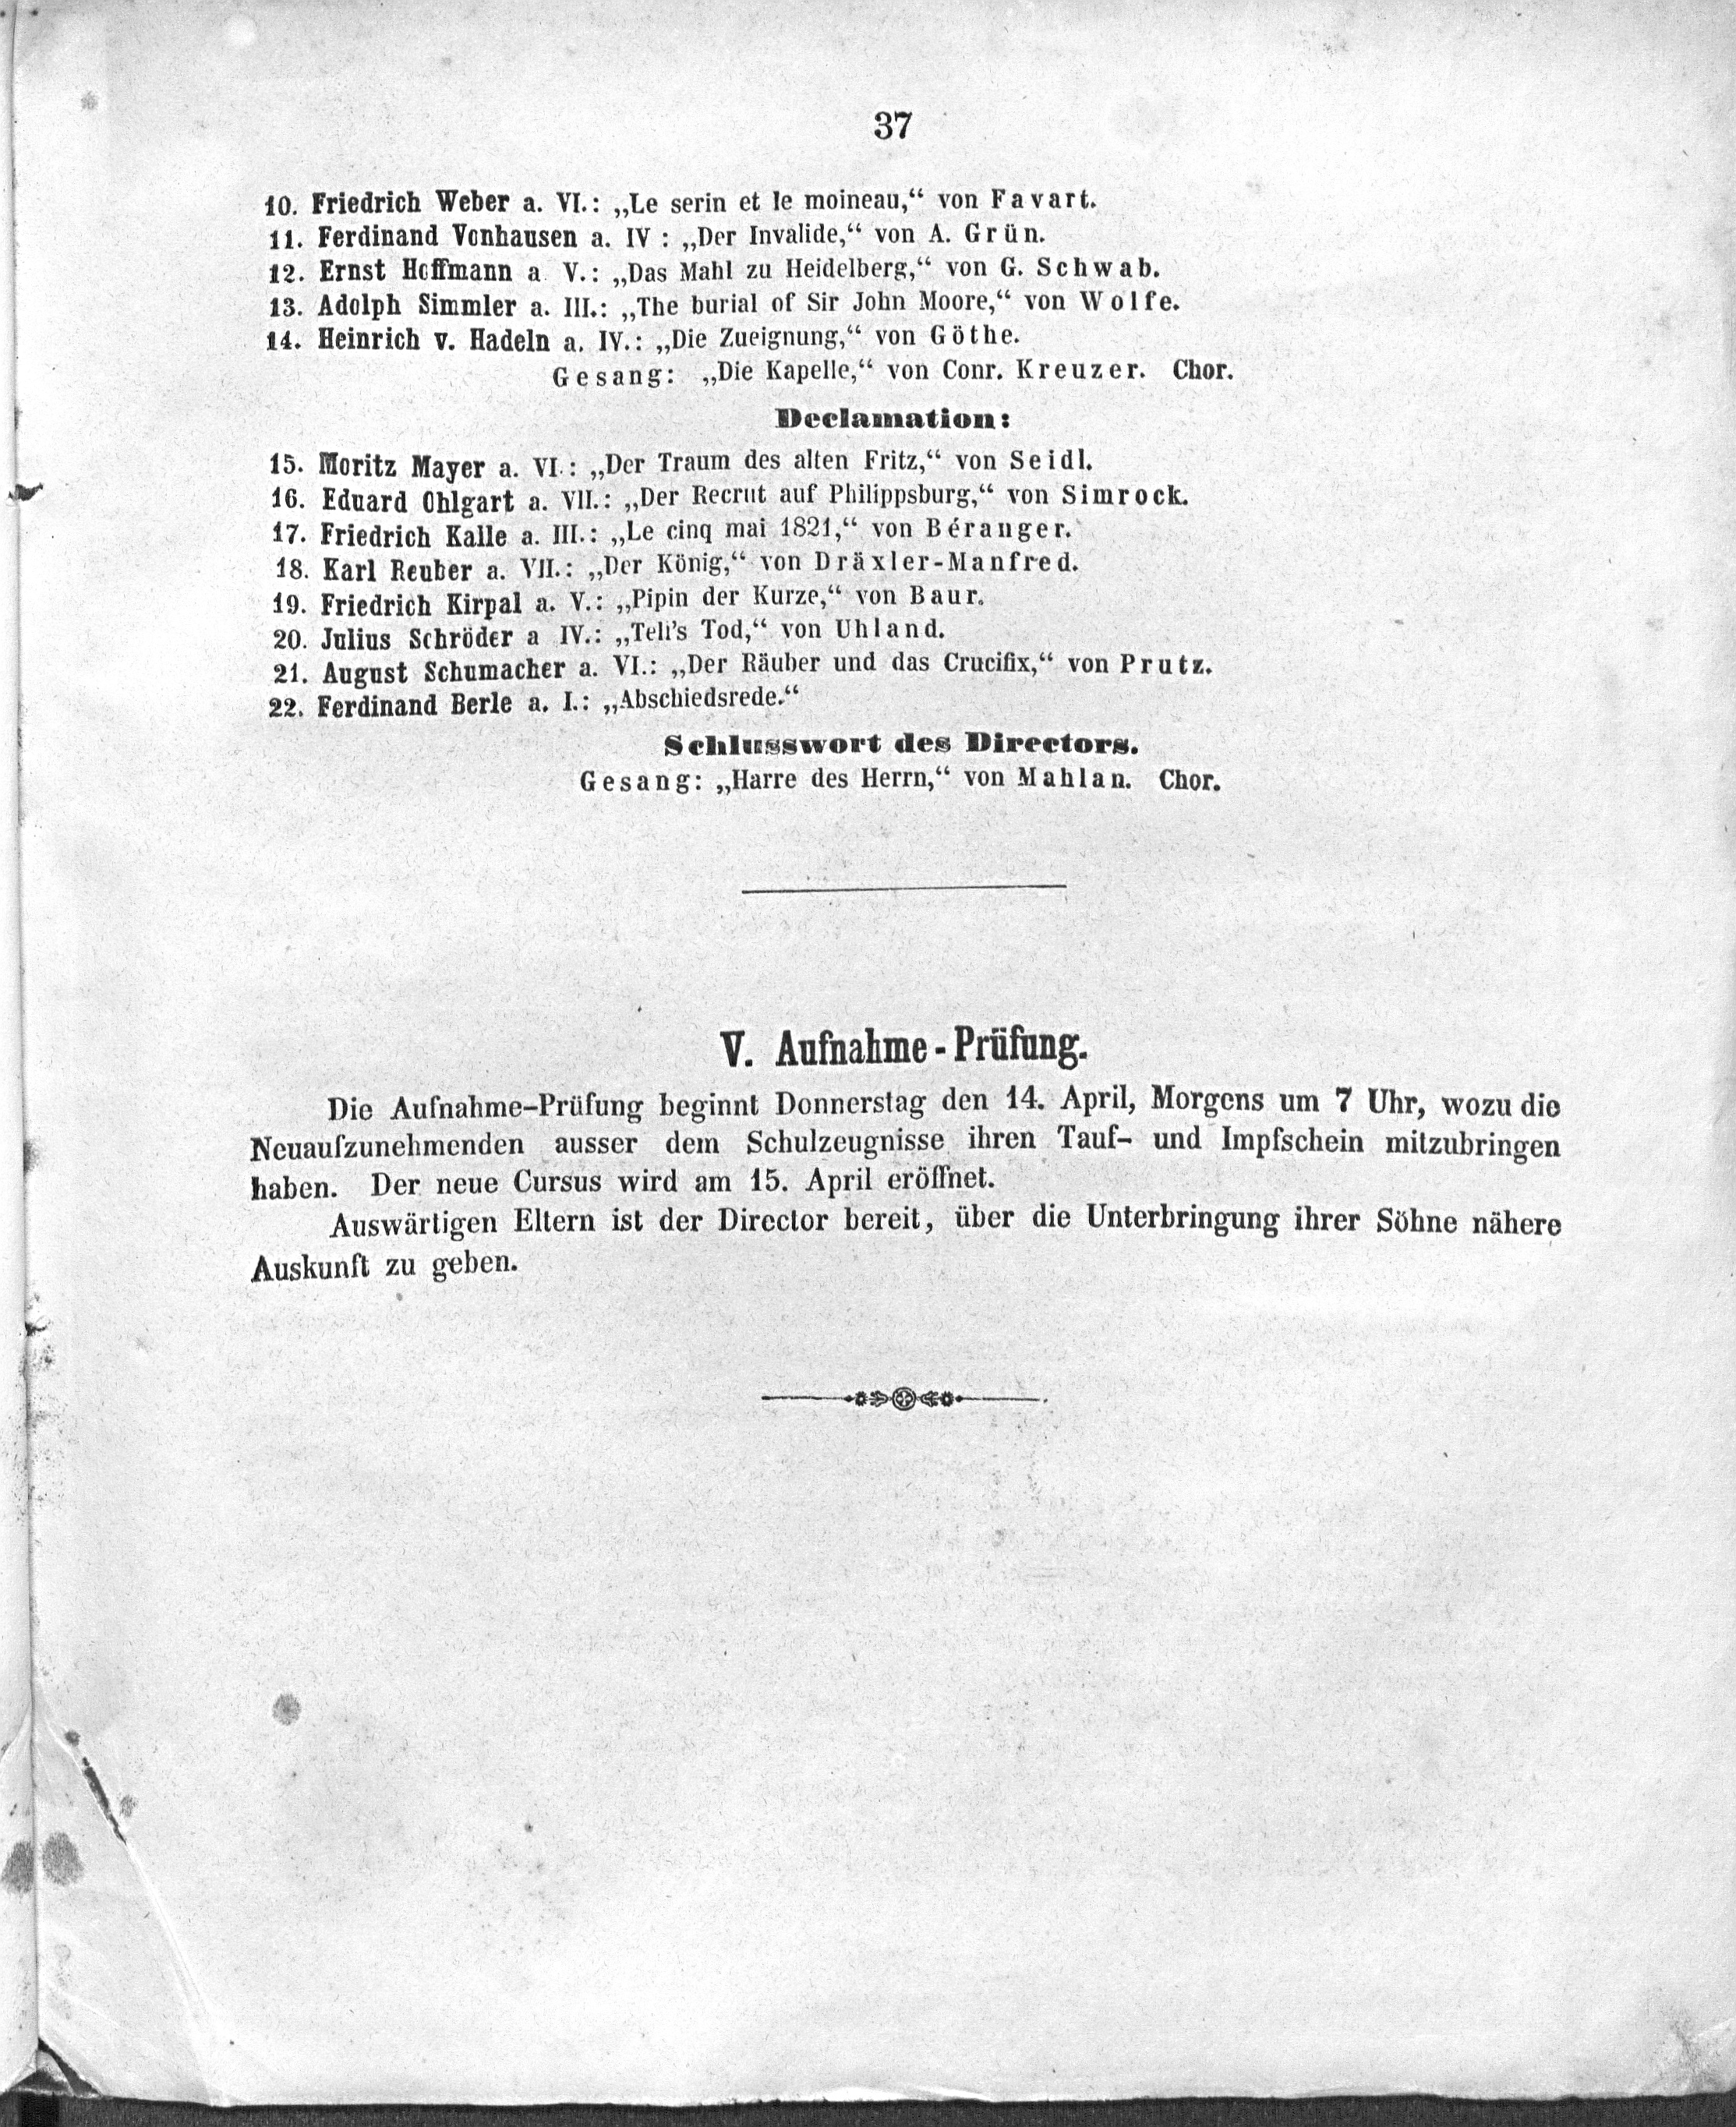 37
10. Friedrich Weber a. VI.: „Le serin et le moineau,“ von Favart.
11. Ferdinand Vonhausen a. IV : „Der Invalide,“ von A. Grün.
12. Ernst Hoffmann a V.: „Das Mahl zu Heidelberg,“ von G. Schwab.
13. Adolph Simmler a. III.: „The burial of Sir John Moore,“ von Wolfe.
14. Heinrich v. Hadeln a. IV.: „Die Zueignung,“ von Göthe.
Gesang: „Die Kapelle,“ von Conr. Kreuzer. Chor.
Declamation:
15. Moritz Mayer a. VI.: „Der Traum des alten Fritz,“ von Seidl.
16. Eduard Ohlgart a. VII.: „Der Recrut auf Philippsburg,“ von Simrock.
17. Friedrich Kalle a. III.: „Le cinq mai 1821,“ von Béranger.
18. Karl Reuber a. VII.: „Der König,“ von Dräxler-Manfred.
19. Friedrich Kirpal a. V.: „Pipin der Kurze,“ von Baur.
20. Julius Schröder a IV.: „Tell's Tod,“ von Uhland.
21. August Schumacher a. VI.: „Der Räuber und das Crucifix,“ von Prutz.
22. Ferdinand Berle a. I.: „Abschiedsrede.“
Schlusswort des Directors.
Gesang: „Harre des Herrn,“ von Mahlan. Chor.
V. Aufnahme-Prüfung.
Die Aufnahme-Prüfung beginnt Donnerstag den 14. April, Morgens um 7 Uhr, wozu die
Neuaufzunehmenden ausser dem Schulzeugnisse ihren Tauf- und Impfschein mitzubringen
haben. Der neue Cursus wird am 15. April eröffnet.
Auswärtigen Eltern ist der Director bereit, über die Unterbringung ihrer Söhne nähere
Auskunft zu geben.